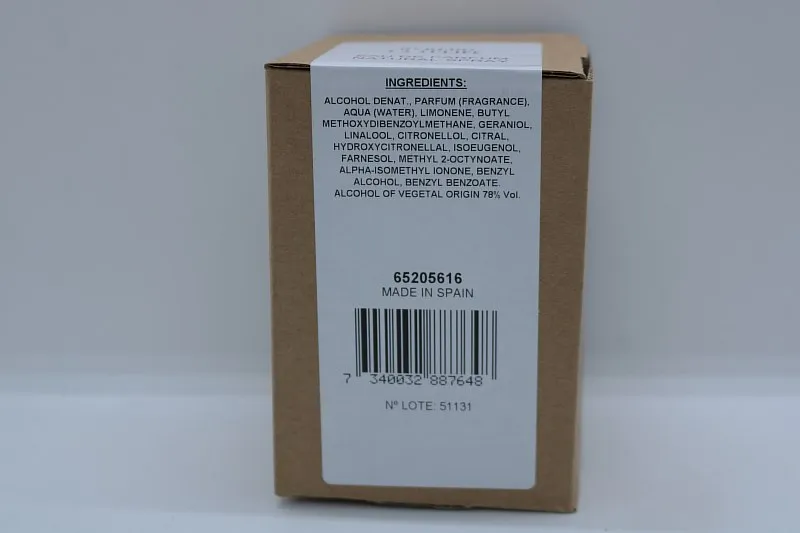 INGREDIENTS:
ALCOHOL DENAT., PARFUM (FRAGRANCE),
AQUA (WATER), LIMONENE, BUTYL
METHOXYDIBENZOYLMETHANE, GERANIOL,
LINALOOL, CITRONELLOL, CITRAL,
HYDROXYCITRONELLAL, ISOEUGENOL,
FARNESOL, METHYL 2-OCTYNOATE,
ALPHA-ISOMETHYL IONONE, BENZYL
ALCOHOL, BENZYL BENZOATE.
ALCOHOL OF VEGETAL ORIGIN 78% Vol.
65205616
MADE IN SPAIN
7 340032 887648
Nº LOTE: 51131